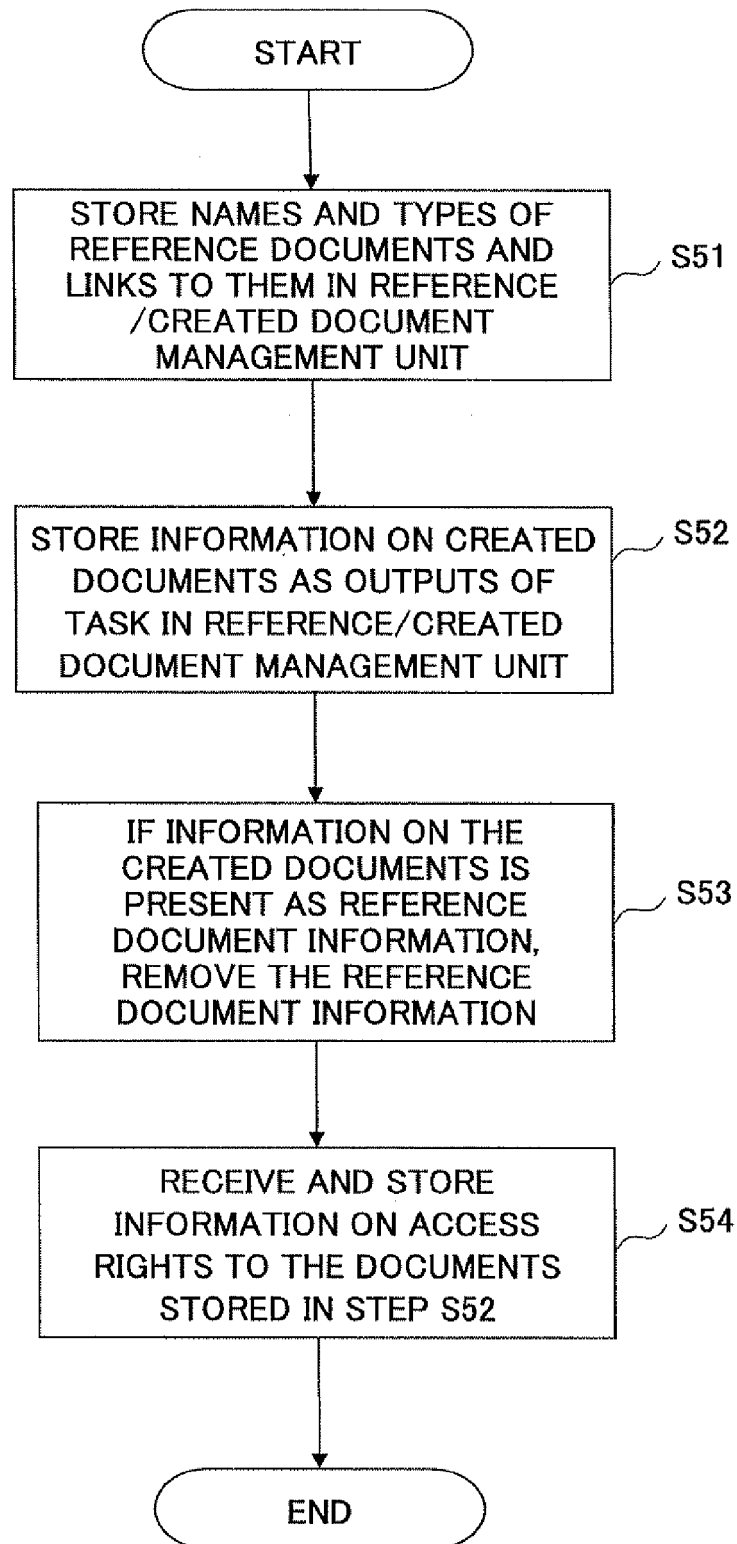 START
STORE NAMES AND TYPES OF
REFERENCE DOCUMENTS AND
LINKS TO THEM IN REFERENCE
/CREATED DOCUMENT
MANAGEMENT UNIT
S51
STORE INFORMATION ON CREATED
DOCUMENTS AS OUTPUTS OF
TASK IN REFERENCE/CREATED
DOCUMENT MANAGEMENT UNIT
S52
IF INFORMATION ON THE
CREATED DOCUMENTS IS
PRESENT AS REFERENCE
DOCUMENT INFORMATION,
REMOVE THE REFERENCE
DOCUMENT INFORMATION
S53
RECEIVE AND STORE
INFORMATION ON ACCESS
RIGHTS TO THE DOCUMENTS
STORED IN STEP S52
S54
END